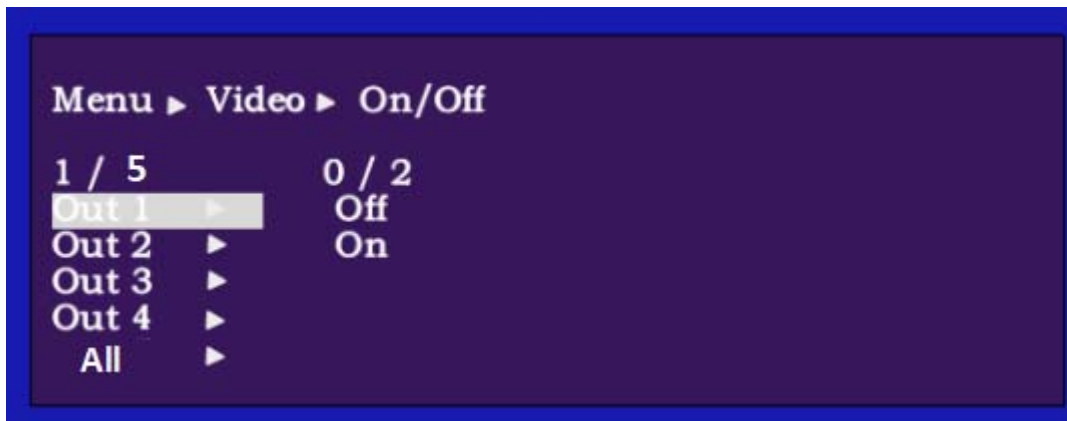 Menu ▶ Video ▶ On/Off
1 / 5 0 / 2
Out 1 ▶ Off
Out 2 ▶ On
Out 3 ▶
Out 4 ▶
All ▶